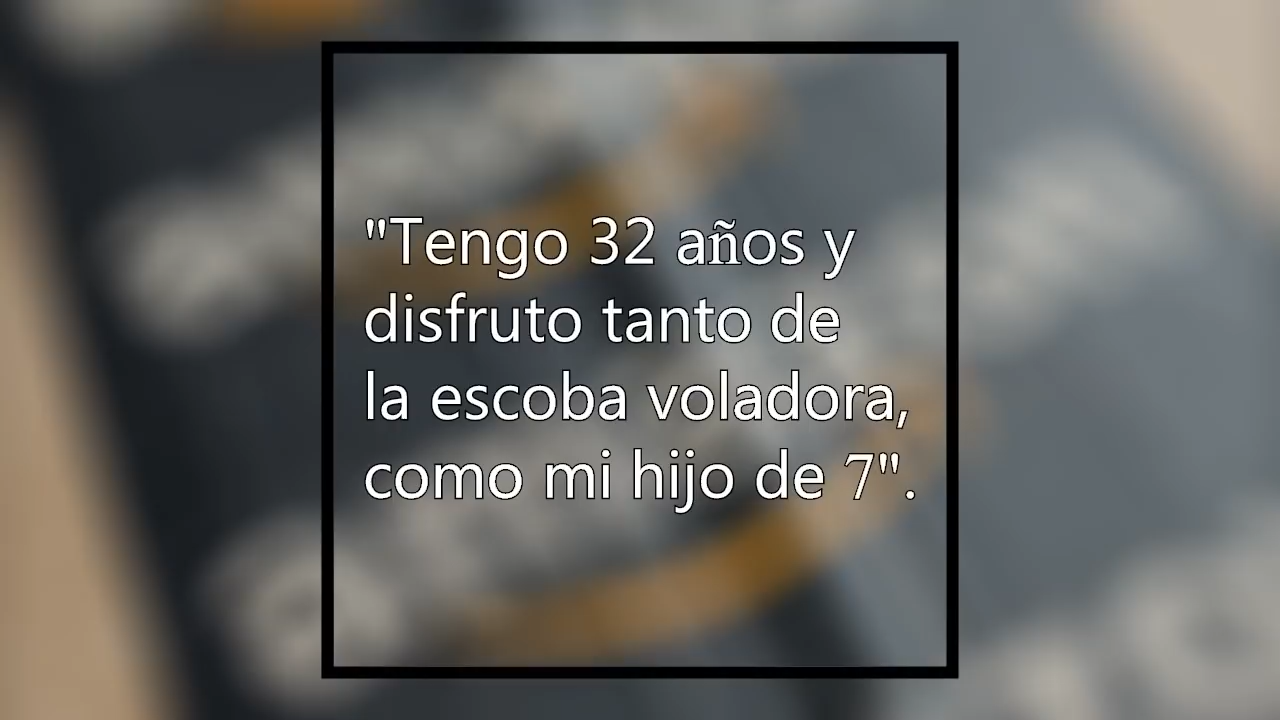 "Tengo 32 años y
disfruto tanto de
la escoba voladora,
como mi hijo de 7".